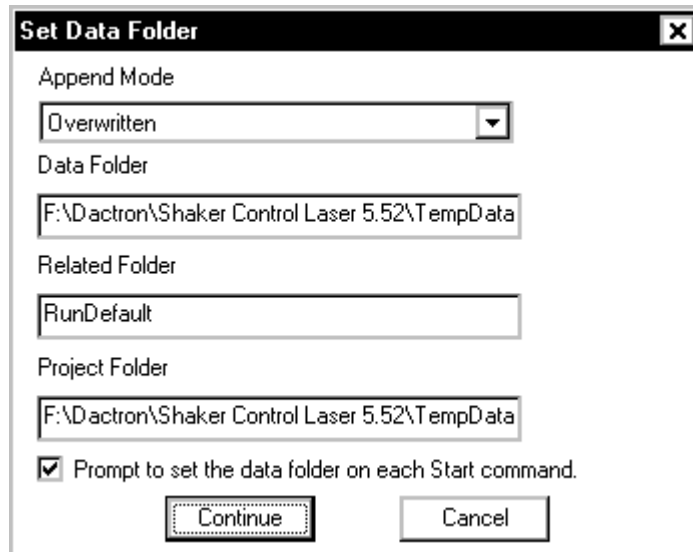 Set Data Folder
Append Mode
Overwritten
Data Folder
F:\Dactron\Shaker Control Laser 5.52\TempData
Related Folder
RunDefault
Project Folder
F:\Dactron\Shaker Control Laser 5.52\TempData
Prompt to set the data folder on each Start command.
Continue Cancel